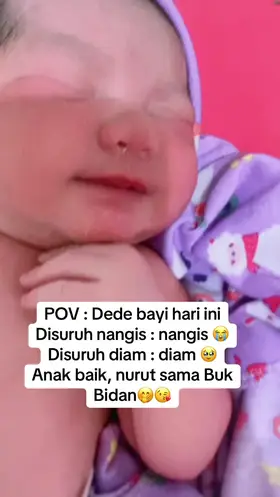 POV : Dede bayi hari ini
Disuruh nangis : nangis 😭
Disuruh diam : diam 🥹
Anak baik, nurut sama Buk
Bidan🤭😘